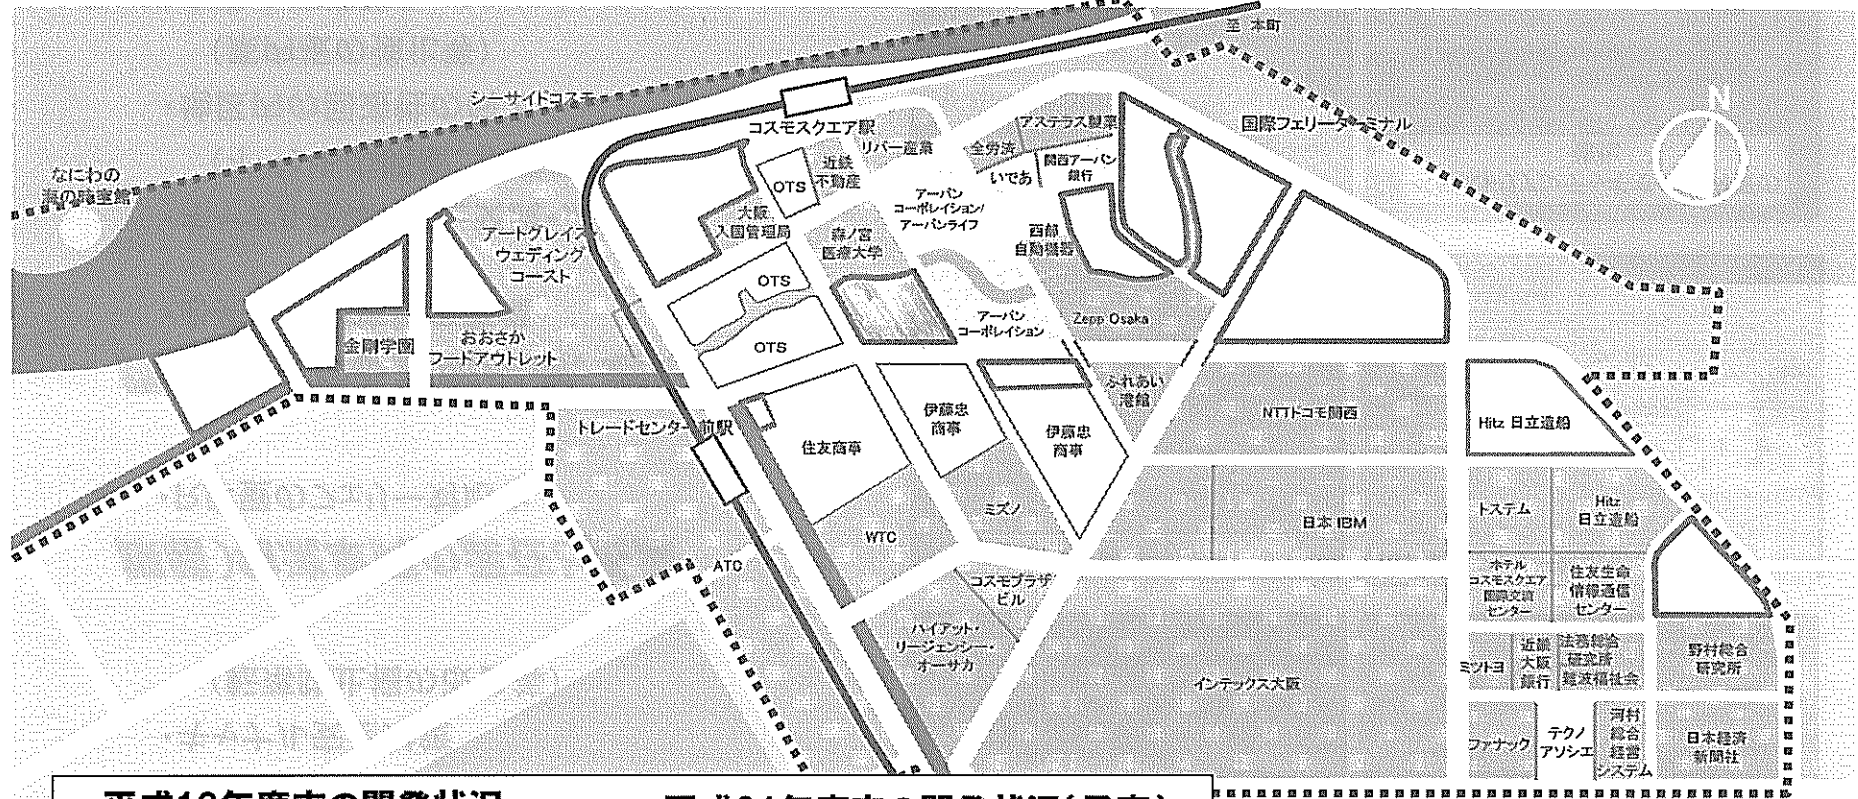 至 本町
シーサイドコスモ
コスモスクエア駅
国際フェリーターミナル
なにわの
海の時空館
OTS
近鉄
不動産
リバー産業
全労済
アステラス製薬
いであ
関西アーバン
銀行
大阪
入国管理局
アーバン
コーポレイション/
アーバンライフ
森ノ宮
医療大学
西部
自動機器
アートグレイス
ウェディング
コースト
OTS
OTS
アーバン
コーポレイション
Zepp Osaka
金剛学園
おおさか
フードアウトレット
ふれあい
港館
NTTドコモ関西
Hitz 日立造船
トレードセンター前駅
住友商事
伊藤忠
商事
伊藤忠
商事
ミズノ
WTC
ATC
日本 IBM
トステム
Hitz
日立造船
コスモプラザ
ビル
ホテル
コスモスクエア
国際交流
センター
住友生命
情報通信
センター
ハイアット・
リージェンシー・
オーサカ
インテックス大阪
ミツトヨ
近畿
大阪
銀行
法務総合
研究所
難波福祉会
野村総合
研究所
ファナック
テクノ
アソシエ
河村
総合
経営
システム
日本経済
新聞社
N